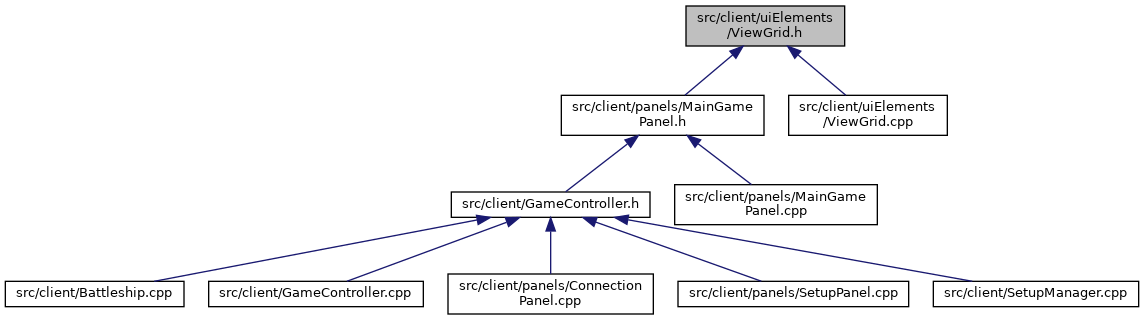 src/client/uiElements
/ViewGrid.h
src/client/panels/MainGame
Panel.h
src/client/uiElements
/ViewGrid.cpp
src/client/GameController.h
src/client/panels/MainGame
Panel.cpp
src/client/Battleship.cpp
src/client/GameController.cpp
src/client/panels/Connection
Panel.cpp
src/client/panels/SetupPanel.cpp
src/client/SetupManager.cpp